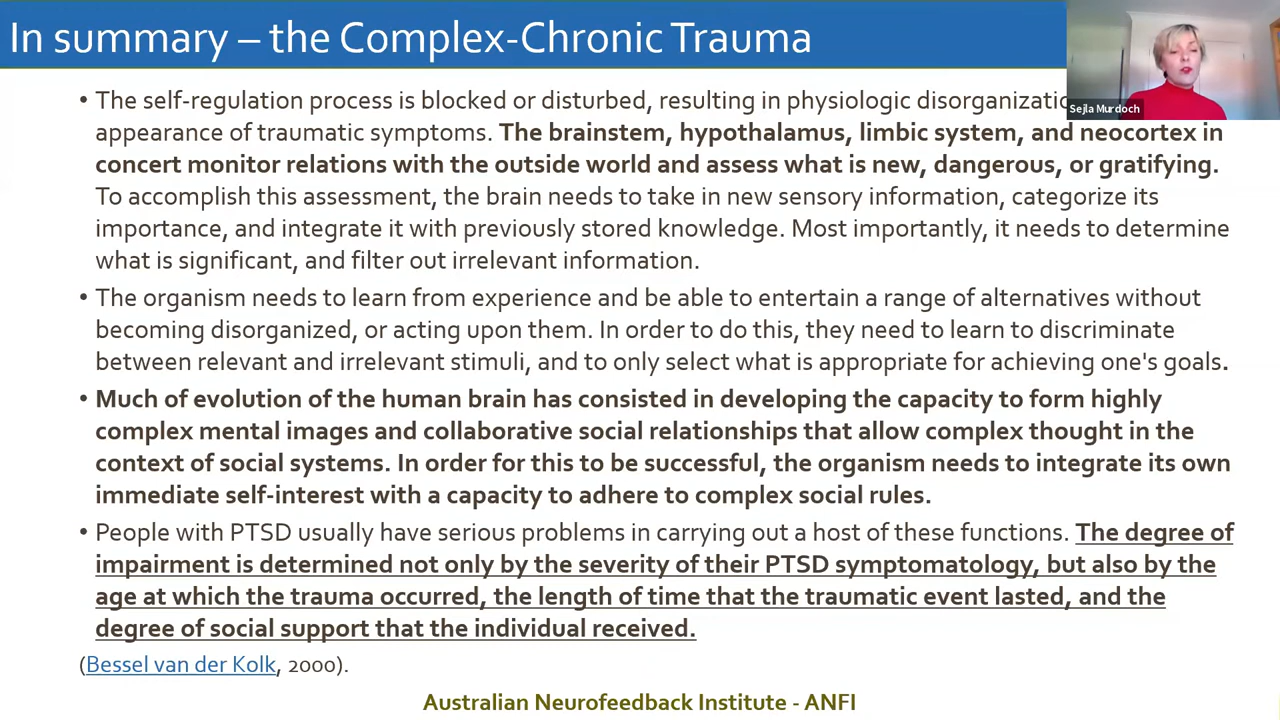 In summary – the Complex-Chronic Trauma
Sejla Murdoch
• The self-regulation process is blocked or disturbed, resulting in physiologic
appearance of traumatic symptoms. The brainstem, hypothalamus, limbic system, and neocortex in
concert monitor relations with the outside world and assess what is new, dangerous, or gratifying.
To accomplish this assessment, the brain needs to take in new sensory information, categorize its
importance, and integrate it with previously stored knowledge. Most importantly, it needs to determine
what is significant, and filter out irrelevant information.
• The organism needs to learn from experience and be able to entertain a range of alternatives without
becoming disorganized, or acting upon them. In order to do this, they need to learn to discriminate
between relevant and irrelevant stimuli, and to only select what is appropriate for achieving one's goals.
• Much of evolution of the human brain has consisted in developing the capacity to form highly
complex mental images and collaborative social relationships that allow complex thought in the
context of social systems. In order for this to be successful, the organism needs to integrate its own
immediate self-interest with a capacity to adhere to complex social rules.
• People with PTSD usually have serious problems in carrying out a host of these functions. The degree of
impairment is determined not only by the severity of their PTSD symptomatology, but also by the
age at which the trauma occurred, the length of time that the traumatic event lasted, and the
degree of social support that the individual received.
(Bessel van der Kolk, 2000).
Australian Neurofeedback Institute - ANFI